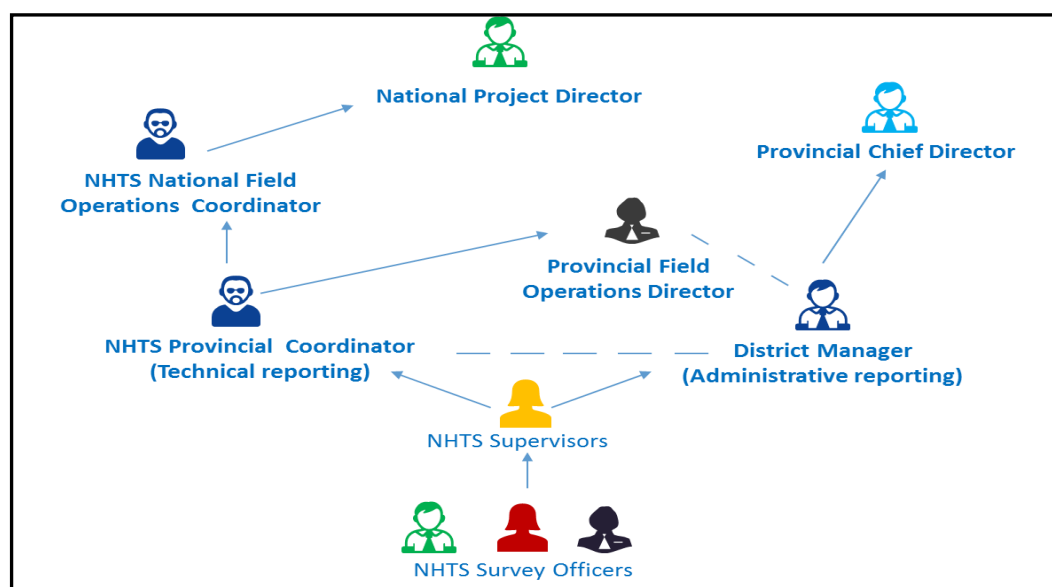 National Project Director
Provincial Chief Director
NHTS National Field
Operations Coordinator
Provincial Field
Operations Director
NHTS Provincial Coordinator
(Technical reporting)
District Manager
(Administrative reporting)
NHTS Supervisors
NHTS Survey Officers